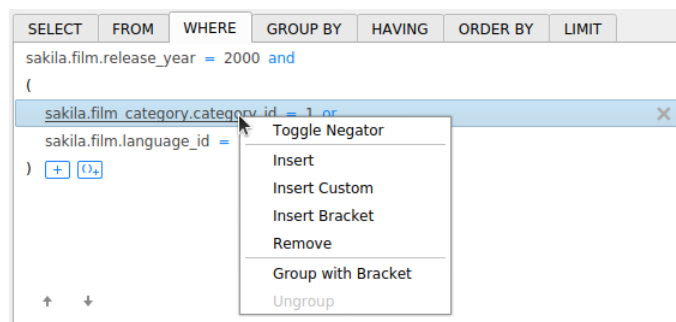 SELECT FROM WHERE GROUP BY HAVING ORDER BY LIMIT
sakila.film.release_year = 2000 and
(
sakila.film_category.category_id = 1 or
sakila.film.language_id =
) + ()+
Toggle Negator
Insert
Insert Custom
Insert Bracket
Remove
Group with Bracket
Ungroup